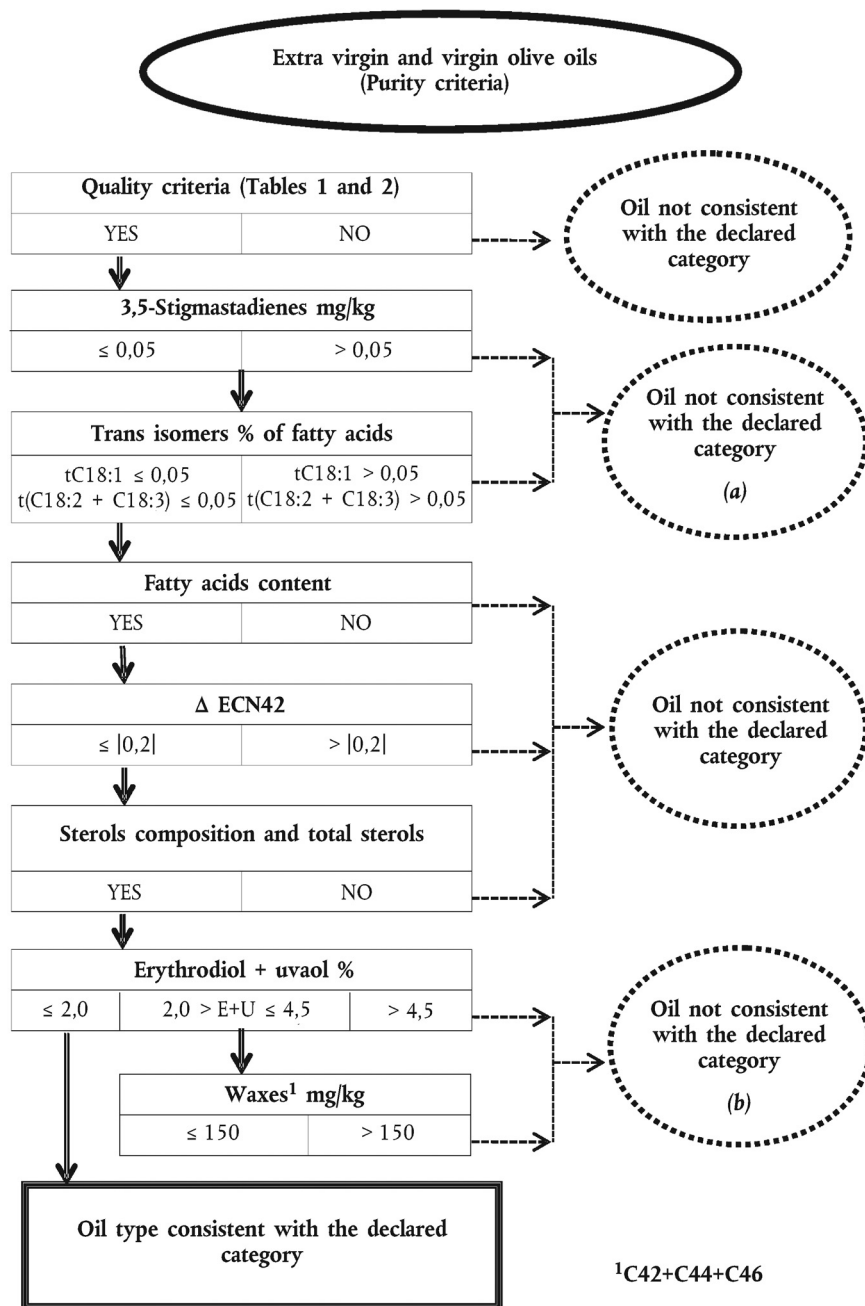 Extra virgin and virgin olive oils
(Purity criteria)
Quality criteria (Tables 1 and 2)
YES NO
Oil not consistent
with the declared
category
3,5-Stigmastadienes mg/kg
≤ 0,05 > 0,05
Oil not consistent
with the declared
category
(a)
Trans isomers % of fatty acids
tC18:1 ≤ 0,05 tC18:1 > 0,05
t(C18:2 + C18:3) ≤ 0,05 t(C18:2 + C18:3) > 0,05
Fatty acids content
YES NO
Δ ECN42
≤ |0,2| > |0,2|
Oil not consistent
with the declared
category
Sterols composition and total sterols
YES NO
Erythrodiol + uvaol %
≤ 2,0 2,0 > E+U ≤ 4,5 > 4,5
Oil not consistent
with the declared
category
(b)
Waxes¹ mg/kg
≤ 150 > 150
Oil type consistent with the declared
category
¹C42+C44+C46